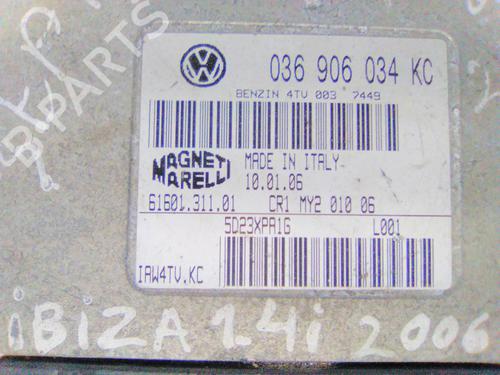 B-PARTS
036 906 034 KC
BENZIN 4TV 003 7449
MAGNETI MARELLI
MADE IN ITALY
10.01.06
61601.311.01 CR1 MY2 010 06
5D23XPA1G L001
IAW4TV.KC
iBIZA 1.4i 2006